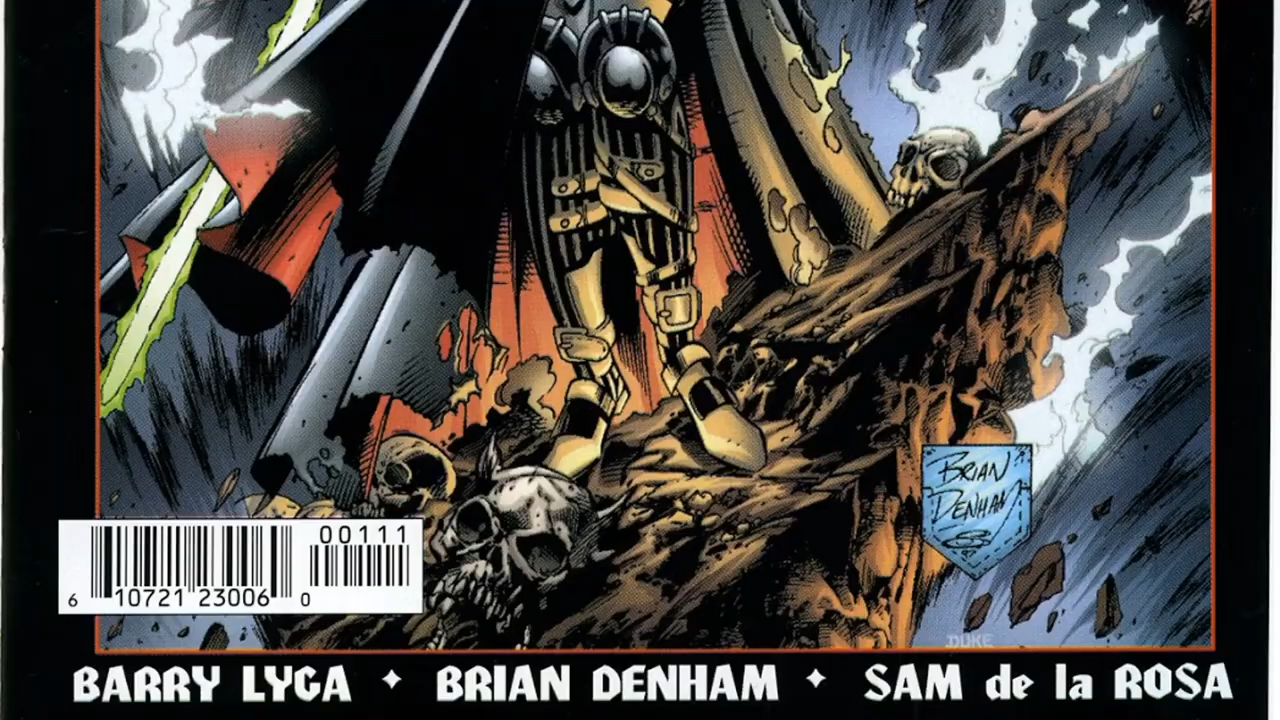 BRIAN
DENHAM
00111
6 10721 23006 0
DUKE
BARRY LYGA ✦ BRIAN DENHAM ✦ SAM de la ROSA